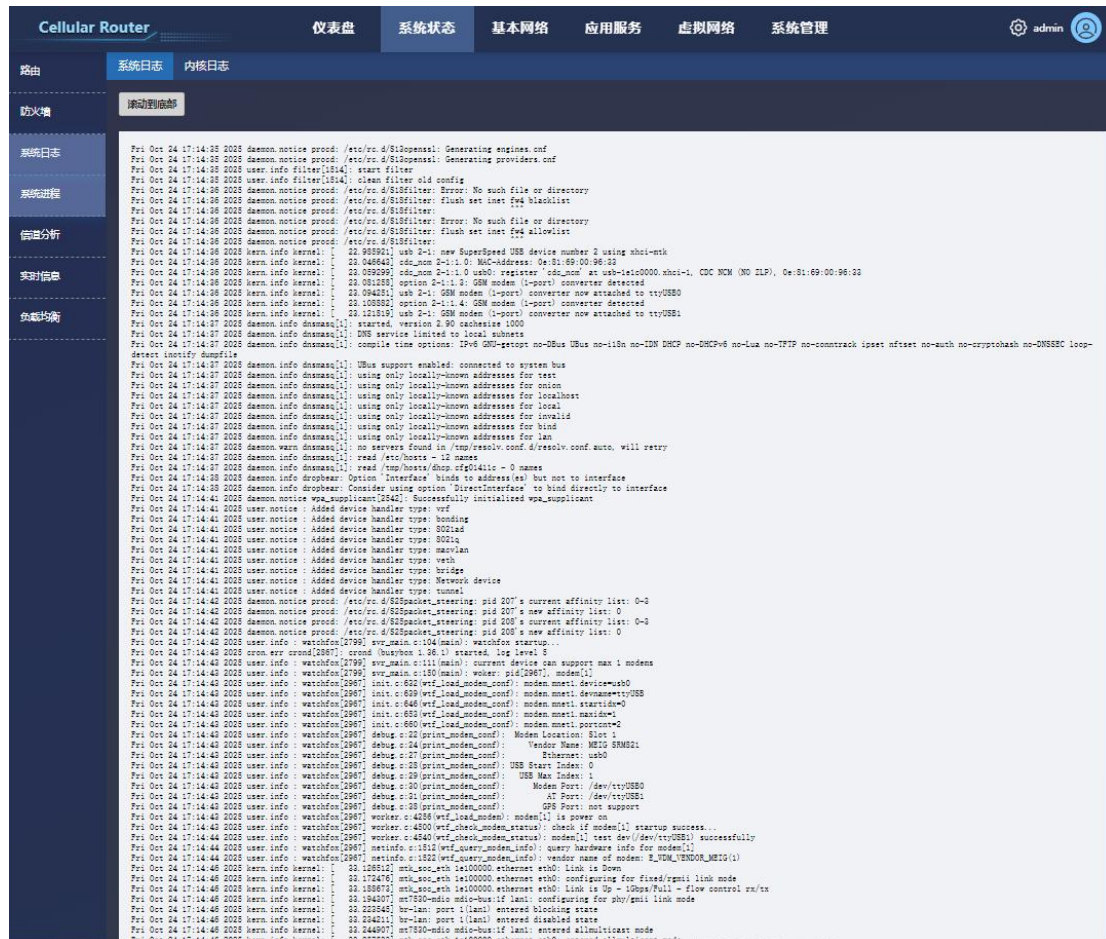 Cellular Router
仪表盘 系统状态 基本网络 应用服务 虚拟网络 系统管理
admin
路由
防火墙
系统日志
系统进程
信道分析
实时信息
负载均衡
系统日志 内核日志
滚动到底部
Fri Oct 24 17:14:35 2025 daemon.notice procd: /etc/rc.d/S13openssl: Generating engines.cnf
Fri Oct 24 17:14:35 2025 daemon.notice procd: /etc/rc.d/S13openssl: Generating providers.cnf
Fri Oct 24 17:14:35 2025 user.info filter[1514]: start filter
Fri Oct 24 17:14:35 2025 user.info filter[1514]: clean filter old config
Fri Oct 24 17:14:36 2025 daemon.notice procd: /etc/rc.d/S18filter: Error: No such file or directory
Fri Oct 24 17:14:36 2025 daemon.notice procd: /etc/rc.d/S18filter: flush set inet fw4 blacklist
Fri Oct 24 17:14:36 2025 daemon.notice procd: /etc/rc.d/S18filter: ^^^
Fri Oct 24 17:14:36 2025 daemon.notice procd: /etc/rc.d/S18filter: Error: No such file or directory
Fri Oct 24 17:14:36 2025 daemon.notice procd: /etc/rc.d/S18filter: flush set inet fw4 allowlist
Fri Oct 24 17:14:36 2025 daemon.notice procd: /etc/rc.d/S18filter: ^^^
Fri Oct 24 17:14:36 2025 kern.info kernel: [ 22.985921] usb 2-1: new SuperSpeed USB device number 2 using xhci-mtk
Fri Oct 24 17:14:36 2025 kern.info kernel: [ 23.046643] cdc_ncm 2-1:1.0: MAC-Address: 0e:81:69:00:96:33
Fri Oct 24 17:14:36 2025 kern.info kernel: [ 23.059299] cdc_ncm 2-1:1.0 usb0: register 'cdc_ncm' at usb-1e1c0000.xhci-1, CDC NCM (NO ZLP), 0e:81:69:00:96:33
Fri Oct 24 17:14:36 2025 kern.info kernel: [ 23.081255] option 2-1:1.3: GSM modem (1-port) converter detected
Fri Oct 24 17:14:36 2025 kern.info kernel: [ 23.094251] usb 2-1: GSM modem (1-port) converter now attached to ttyUSB0
Fri Oct 24 17:14:36 2025 kern.info kernel: [ 23.108882] option 2-1:1.4: GSM modem (1-port) converter detected
Fri Oct 24 17:14:36 2025 kern.info kernel: [ 23.121819] usb 2-1: GSM modem (1-port) converter now attached to ttyUSB1
Fri Oct 24 17:14:37 2025 daemon.info dnsmasq[1]: started, version 2.90 cachesize 1000
Fri Oct 24 17:14:37 2025 daemon.info dnsmasq[1]: DNS service limited to local subnets
Fri Oct 24 17:14:37 2025 daemon.info dnsmasq[1]: compile time options: IPv6 GNU-getopt no-DBus UBus no-i18n no-IDN DHCP no-DHCPv6 no-Lua no-TFTP no-conntrack ipset nftset no-auth no-cryptohash no-DNSSEC loop-
detect inotify dumpfile
Fri Oct 24 17:14:37 2025 daemon.info dnsmasq[1]: UBus support enabled: connected to system bus
Fri Oct 24 17:14:37 2025 daemon.info dnsmasq[1]: using only locally-known addresses for test
Fri Oct 24 17:14:37 2025 daemon.info dnsmasq[1]: using only locally-known addresses for onion
Fri Oct 24 17:14:37 2025 daemon.info dnsmasq[1]: using only locally-known addresses for localhost
Fri Oct 24 17:14:37 2025 daemon.info dnsmasq[1]: using only locally-known addresses for local
Fri Oct 24 17:14:37 2025 daemon.info dnsmasq[1]: using only locally-known addresses for invalid
Fri Oct 24 17:14:37 2025 daemon.info dnsmasq[1]: using only locally-known addresses for bind
Fri Oct 24 17:14:37 2025 daemon.info dnsmasq[1]: using only locally-known addresses for lan
Fri Oct 24 17:14:37 2025 daemon.warn dnsmasq[1]: no servers found in /tmp/resolv.conf.d/resolv.conf.auto, will retry
Fri Oct 24 17:14:37 2025 daemon.info dnsmasq[1]: read /etc/hosts - 12 names
Fri Oct 24 17:14:37 2025 daemon.info dnsmasq[1]: read /tmp/hosts/dhcp.cfg01411c - 0 names
Fri Oct 24 17:14:38 2025 daemon.info dropbear: Option 'Interface' binds to address(es) but not to interface
Fri Oct 24 17:14:38 2025 daemon.info dropbear: Consider using option 'DirectInterface' to bind directly to interface
Fri Oct 24 17:14:41 2025 daemon.notice wpa_supplicant[2542]: Successfully initialized wpa_supplicant
Fri Oct 24 17:14:41 2025 user.notice : Added device handler type: vrf
Fri Oct 24 17:14:41 2025 user.notice : Added device handler type: bonding
Fri Oct 24 17:14:41 2025 user.notice : Added device handler type: 8021ad
Fri Oct 24 17:14:41 2025 user.notice : Added device handler type: 8021q
Fri Oct 24 17:14:41 2025 user.notice : Added device handler type: macvlan
Fri Oct 24 17:14:41 2025 user.notice : Added device handler type: veth
Fri Oct 24 17:14:41 2025 user.notice : Added device handler type: bridge
Fri Oct 24 17:14:41 2025 user.notice : Added device handler type: Network device
Fri Oct 24 17:14:41 2025 user.notice : Added device handler type: tunnel
Fri Oct 24 17:14:42 2025 daemon.notice procd: /etc/rc.d/S25packet_steering: pid 207's current affinity list: 0-3
Fri Oct 24 17:14:42 2025 daemon.notice procd: /etc/rc.d/S25packet_steering: pid 207's new affinity list: 0
Fri Oct 24 17:14:42 2025 daemon.notice procd: /etc/rc.d/S25packet_steering: pid 208's current affinity list: 0-3
Fri Oct 24 17:14:42 2025 daemon.notice procd: /etc/rc.d/S25packet_steering: pid 208's new affinity list: 0
Fri Oct 24 17:14:42 2025 user.info : watchfox[2799] svr_main.c:104(main): watchfox startup...
Fri Oct 24 17:14:43 2025 cron.err crond[2867]: crond (busybox 1.36.1) started, log level 5
Fri Oct 24 17:14:43 2025 user.info : watchfox[2799] svr_main.c:111(main): current device can support max 1 modems
Fri Oct 24 17:14:43 2025 user.info : watchfox[2799] svr_main.c:150(main): woker: pid[2967], modem[1]
Fri Oct 24 17:14:43 2025 user.info : watchfox[2967] init.c:632(wtf_load_modem_conf): modem.mnet1.device=usb0
Fri Oct 24 17:14:43 2025 user.info : watchfox[2967] init.c:639(wtf_load_modem_conf): modem.mnet1.devname=ttyUSB
Fri Oct 24 17:14:43 2025 user.info : watchfox[2967] init.c:646(wtf_load_modem_conf): modem.mnet1.startidx=0
Fri Oct 24 17:14:43 2025 user.info : watchfox[2967] init.c:653(wtf_load_modem_conf): modem.mnet1.maxidx=1
Fri Oct 24 17:14:43 2025 user.info : watchfox[2967] init.c:660(wtf_load_modem_conf): modem.mnet1.portcnt=2
Fri Oct 24 17:14:43 2025 user.info : watchfox[2967] debug.c:22(print_modem_conf): Modem Location: Slot 1
Fri Oct 24 17:14:43 2025 user.info : watchfox[2967] debug.c:24(print_modem_conf): Vendor Name: MEIG SRM821
Fri Oct 24 17:14:43 2025 user.info : watchfox[2967] debug.c:27(print_modem_conf): Ethernet: usb0
Fri Oct 24 17:14:43 2025 user.info : watchfox[2967] debug.c:28(print_modem_conf): USB Start Index: 0
Fri Oct 24 17:14:43 2025 user.info : watchfox[2967] debug.c:29(print_modem_conf): USB Max Index: 1
Fri Oct 24 17:14:43 2025 user.info : watchfox[2967] debug.c:30(print_modem_conf): Modem Port: /dev/ttyUSB0
Fri Oct 24 17:14:43 2025 user.info : watchfox[2967] debug.c:31(print_modem_conf): AT Port: /dev/ttyUSB1
Fri Oct 24 17:14:43 2025 user.info : watchfox[2967] debug.c:35(print_modem_conf): GPS Port: not support
Fri Oct 24 17:14:43 2025 user.info : watchfox[2967] worker.c:4256(wtf_load_modem): modem[1] is power on
Fri Oct 24 17:14:43 2025 user.info : watchfox[2967] worker.c:4500(wtf_check_modem_status): check if modem[1] startup success...
Fri Oct 24 17:14:44 2025 user.info : watchfox[2967] worker.c:4540(wtf_check_modem_status): modem[1] test dev(/dev/ttyUSB1) successfully
Fri Oct 24 17:14:44 2025 user.info : watchfox[2967] netinfo.c:1512(wtf_query_modem_info): query hardware info for modem[1]
Fri Oct 24 17:14:44 2025 user.info : watchfox[2967] netinfo.c:1522(wtf_query_modem_info): vendor name of modem: E_VDM_VENDOR_MEIG(1)
Fri Oct 24 17:14:46 2025 kern.info kernel: [ 33.126512] mtk_soc_eth 1e100000.ethernet eth0: Link is Down
Fri Oct 24 17:14:46 2025 kern.info kernel: [ 33.172476] mtk_soc_eth 1e100000.ethernet eth0: configuring for fixed/rgmii link mode
Fri Oct 24 17:14:46 2025 kern.info kernel: [ 33.188673] mtk_soc_eth 1e100000.ethernet eth0: Link is Up - 1Gbps/Full - flow control rx/tx
Fri Oct 24 17:14:46 2025 kern.info kernel: [ 33.194307] mt7530-mdio mdio-bus:1f lan1: configuring for phy/gmii link mode
Fri Oct 24 17:14:46 2025 kern.info kernel: [ 33.223545] br-lan: port 1(lan1) entered blocking state
Fri Oct 24 17:14:46 2025 kern.info kernel: [ 33.234211] br-lan: port 1(lan1) entered disabled state
Fri Oct 24 17:14:46 2025 kern.info kernel: [ 33.244907] mt7530-mdio mdio-bus:1f lan1: entered allmulticast mode